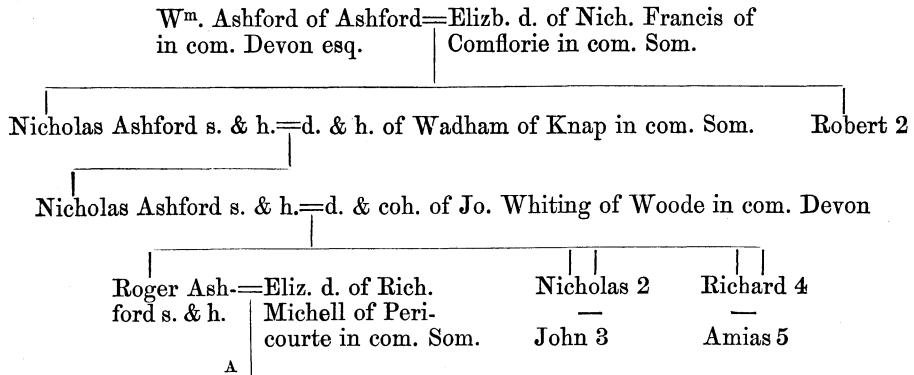 Wm. Ashford of Ashford=Elizb. d. of Nich. Francis of
in com. Devon esq. Comflorie in com. Som.
Nicholas Ashford s. & h.=d. & h. of Wadham of Knap in com. Som. Robert 2
Nicholas Ashford s. & h.=d. & coh. of Jo. Whiting of Woode in com. Devon
Roger Ash-=Eliz. d. of Rich. Nicholas 2 Richard 4
ford s. & h. Michell of Peri-
courte in com. Som. John 3 Amias 5
A